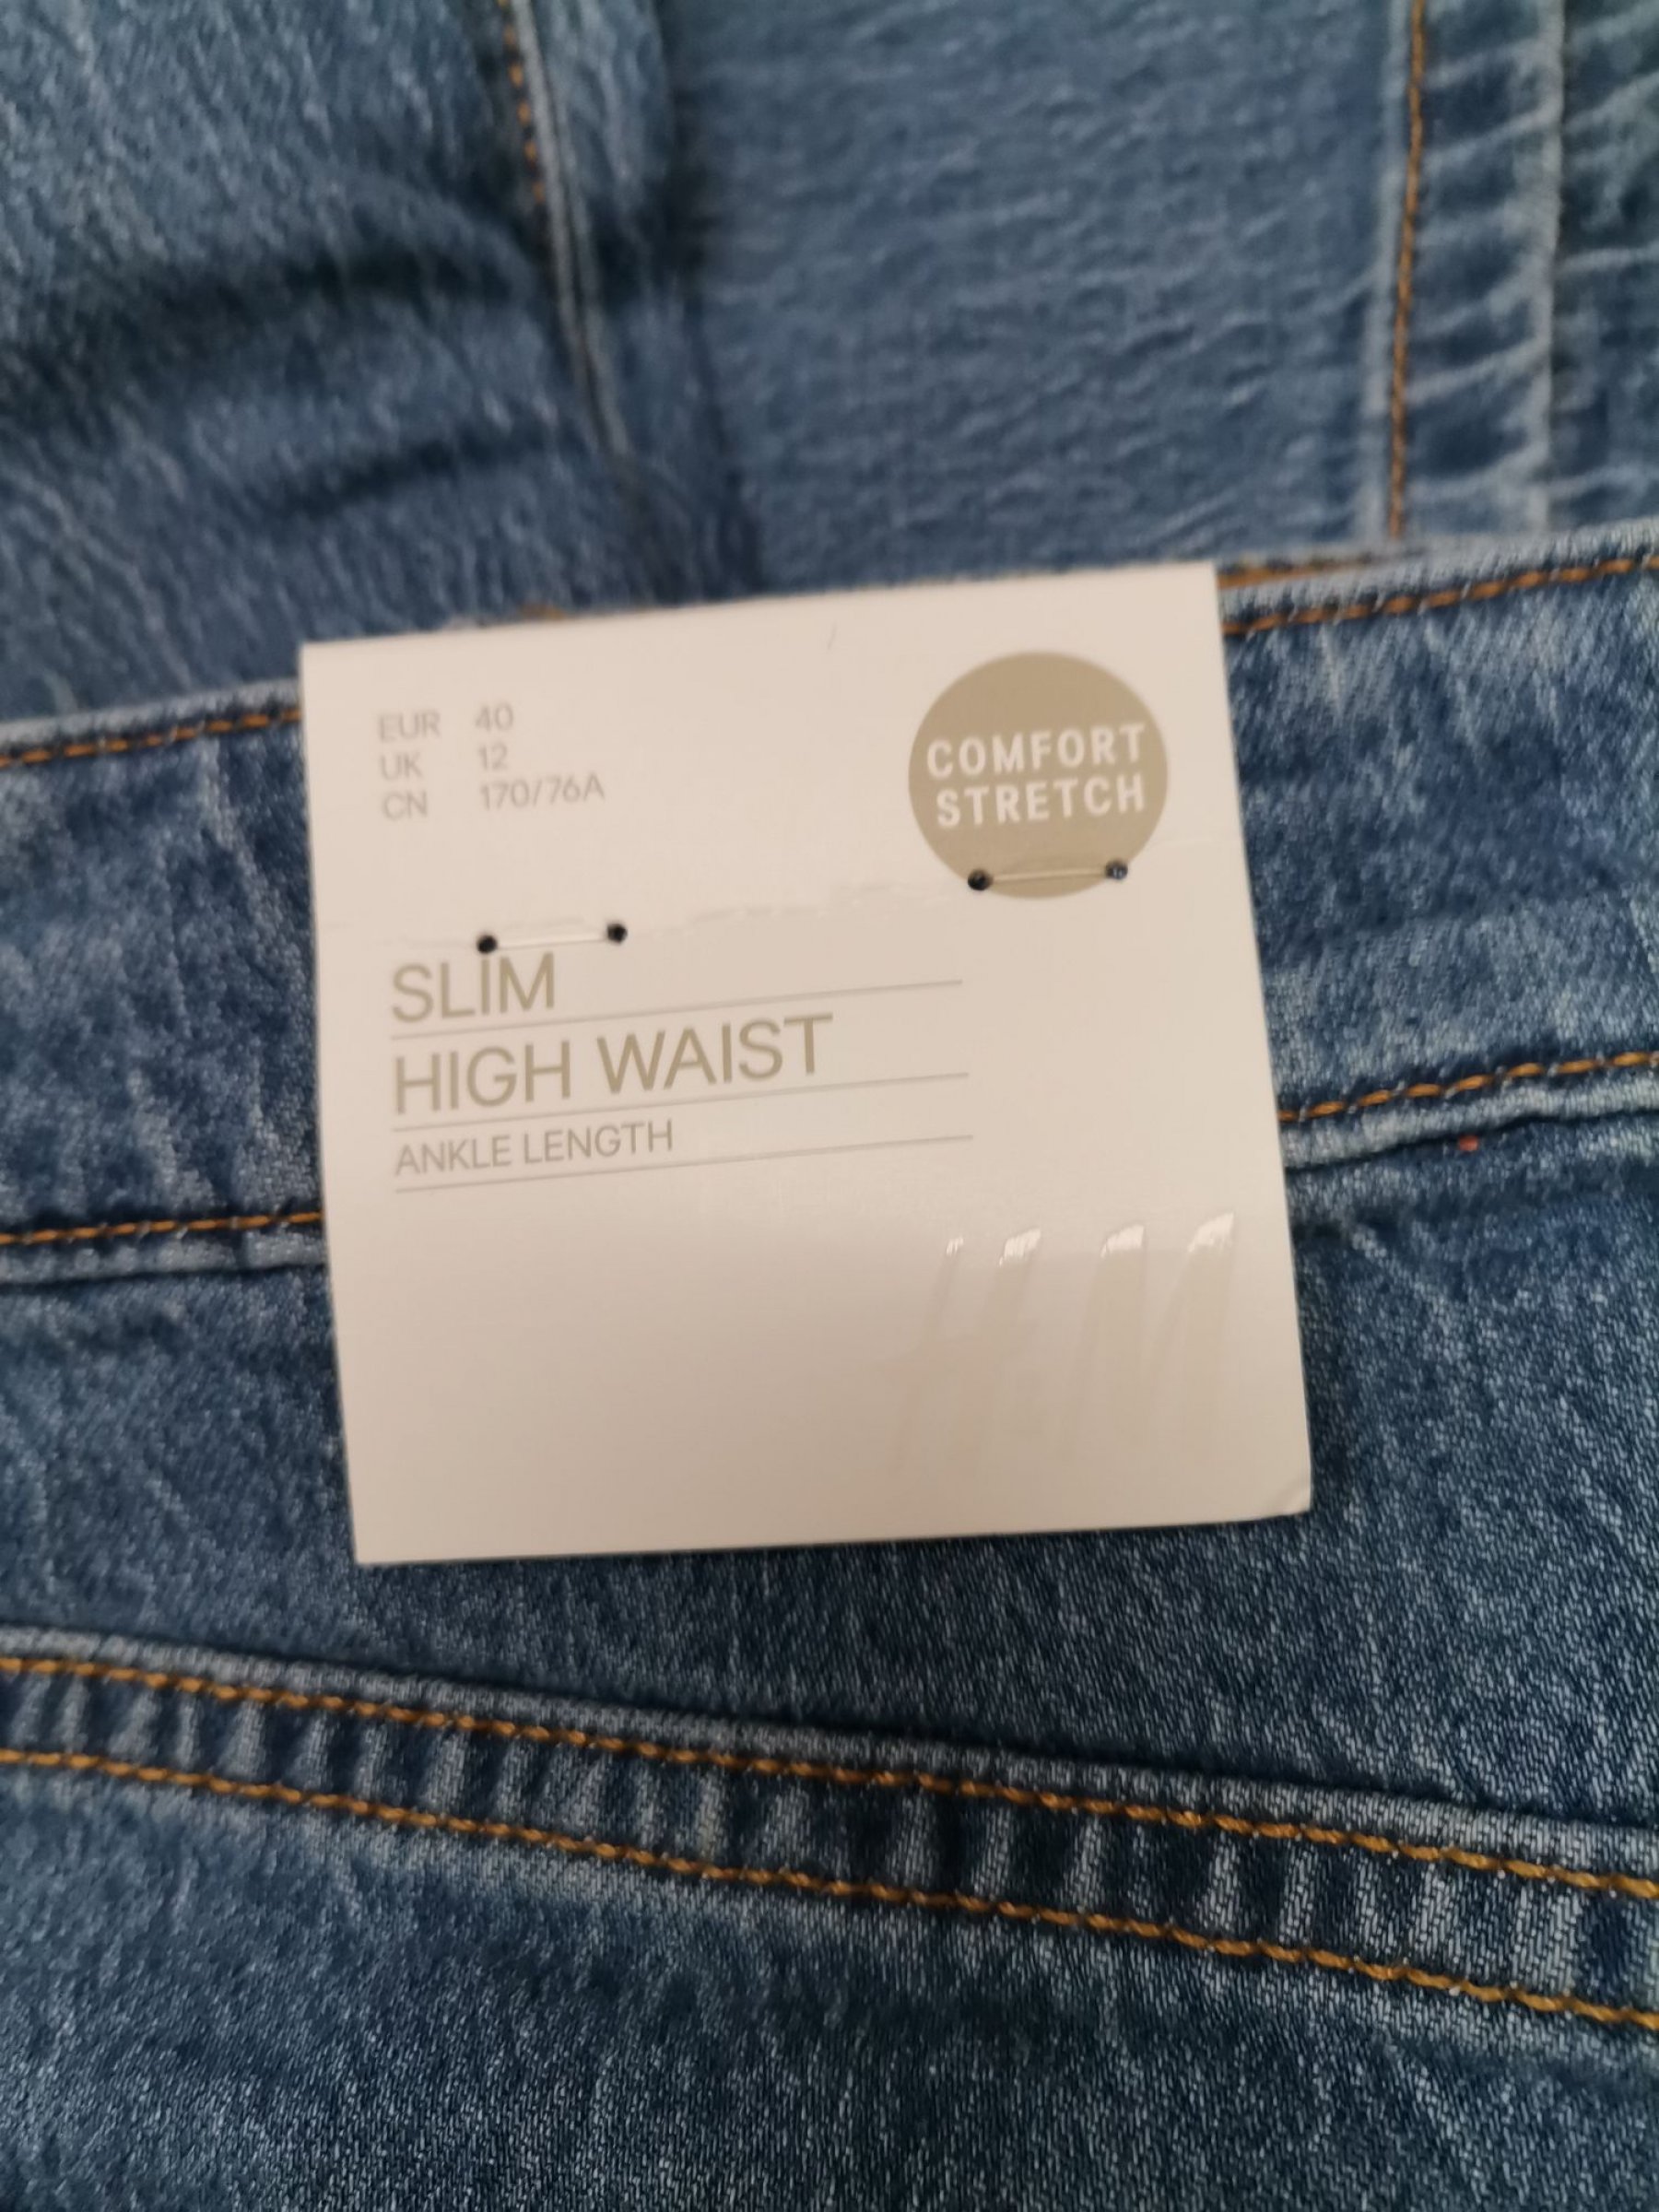 EUR 40
UK 12
CN 170/76A
COMFORT
STRETCH
SLIM
HIGH WAIST
ANKLE LENGTH
H&M